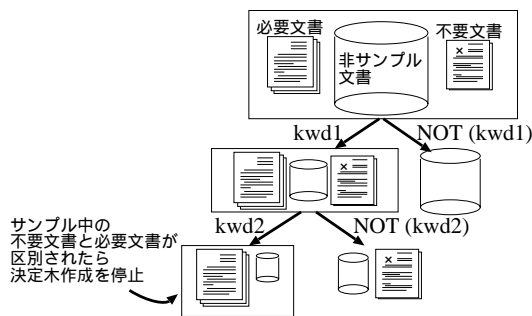 必要文書
不要文書
非サンプル
文書
kwd1
NOT (kwd1)
kwd2
NOT(kwd2)
サンプル中の
不要文書と必要文書が
区別されたら
決定木作成を停止